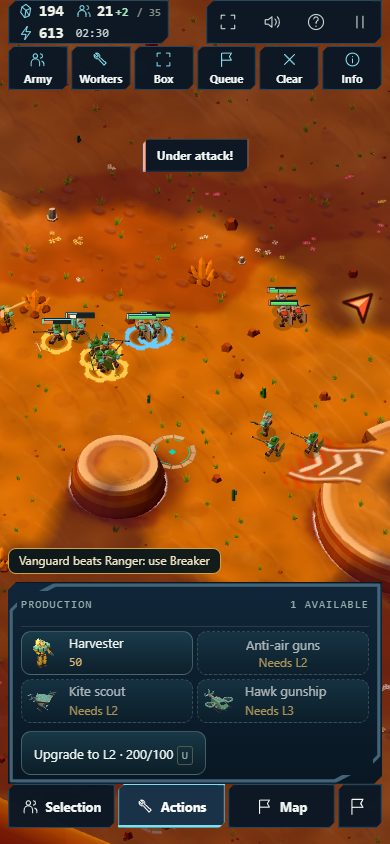 194 21 +2 / 35
613 02:30
Army Workers Box Queue Clear Info
Under attack!
Vanguard beats Ranger: use Breaker
PRODUCTION 1 AVAILABLE
Harvester
50
Anti-air guns
Needs L2
Kite scout
Needs L2
Hawk gunship
Needs L3
Upgrade to L2 · 200/100 U
Selection Actions Map